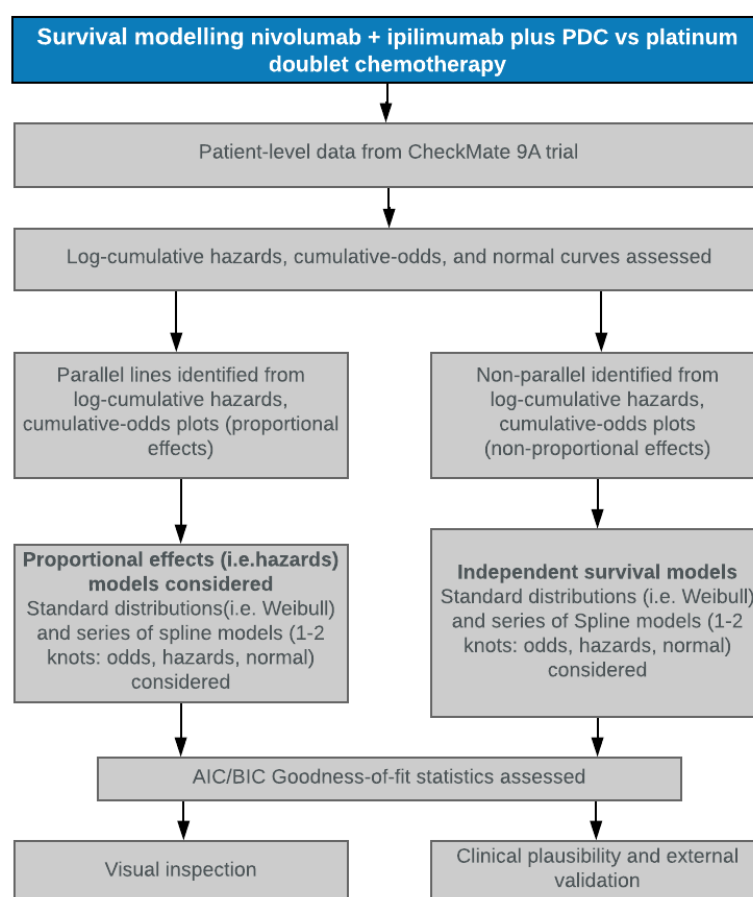 Survival modelling nivolumab + ipilimumab plus PDC vs platinum
doublet chemotherapy
Patient-level data from CheckMate 9A trial
Log-cumulative hazards, cumulative-odds, and normal curves assessed
Parallel lines identified from
log-cumulative hazards,
cumulative-odds plots (proportional
effects)
Non-parallel identified from
log-cumulative hazards,
cumulative-odds plots
(non-proportional effects)
Proportional effects (i.e.hazards)
models considered
Standard distributions(i.e. Weibull)
and series of spline models (1-2
knots: odds, hazards, normal)
considered
Independent survival models
Standard distributions (i.e. Weibull)
and series of Spline models (1-2
knots: odds, hazards, normal)
considered
AIC/BIC Goodness-of-fit statistics assessed
Visual inspection
Clinical plausibility and external
validation